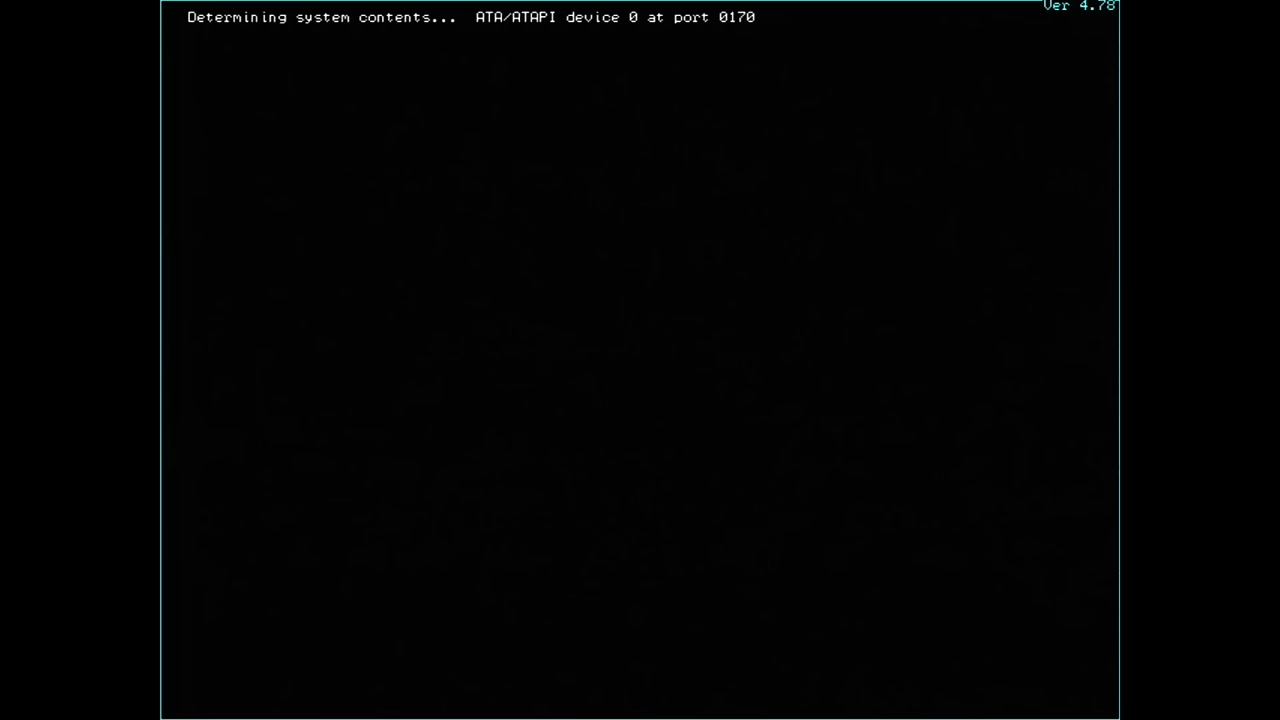 Ver 4.78
Determining system contents...  ATA/ATAPI device 0 at port 0170